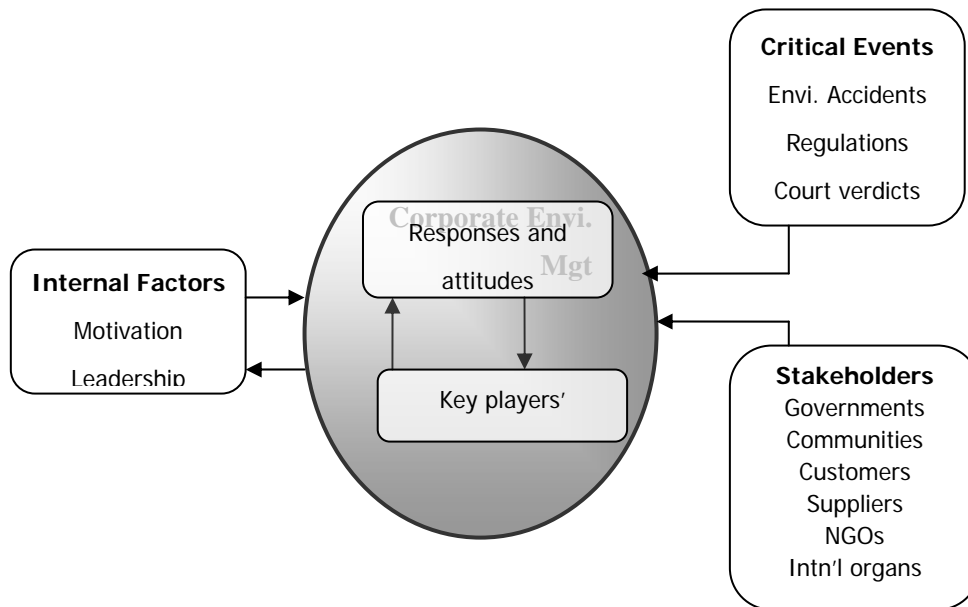 Critical Events
Envi. Accidents
Regulations
Court verdicts
Corporate Envi.
Mgt
Responses and
attitudes
Internal Factors
Motivation
Leadership
Key players’
Stakeholders
Governments
Communities
Customers
Suppliers
NGOs
Intn’l organs